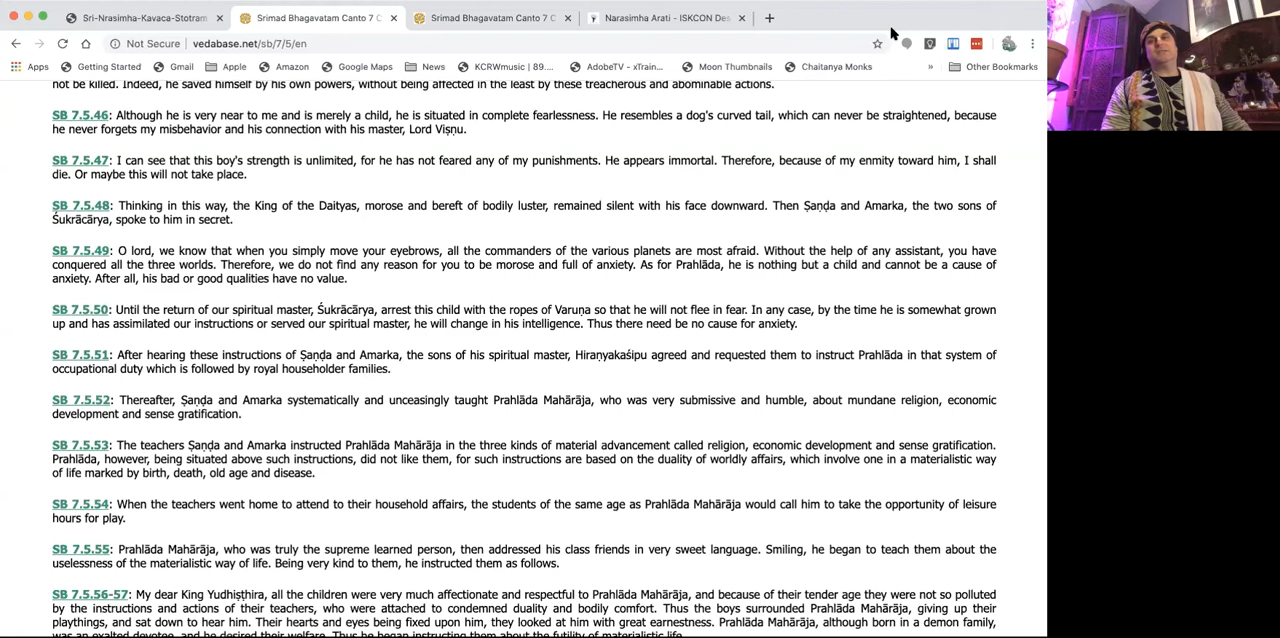 Sri-Nrasimha-Kavaca-Stotram
Srimad Bhagavatam Canto 7 C
Srimad Bhagavatam Canto 7 C
Narasimha Arati - ISKCON Des
Not Secure
vedabase.net/sb/7/5/en
Apps
Getting Started
Gmail
Apple
Amazon
Google Maps
News
KCRWmusic | 89....
AdobeTV - xTrain...
Moon Thumbnails
Chaitanya Monks
»
Other Bookmarks
not be killed. Indeed, he saved himself by his own powers, without being affected in the least by these treacherous and abominable actions.
SB 7.5.46: Although he is very near to me and is merely a child, he is situated in complete fearlessness. He resembles a dog's curved tail, which can never be straightened, because
he never forgets my misbehavior and his connection with his master, Lord Viṣṇu.
SB 7.5.47: I can see that this boy's strength is unlimited, for he has not feared any of my punishments. He appears immortal. Therefore, because of my enmity toward him, I shall
die. Or maybe this will not take place.
SB 7.5.48: Thinking in this way, the King of the Daityas, morose and bereft of bodily luster, remained silent with his face downward. Then Ṣaṇḍa and Amarka, the two sons of
Śukrācārya, spoke to him in secret.
SB 7.5.49: O lord, we know that when you simply move your eyebrows, all the commanders of the various planets are most afraid. Without the help of any assistant, you have
conquered all the three worlds. Therefore, we do not find any reason for you to be morose and full of anxiety. As for Prahlāda, he is nothing but a child and cannot be a cause of
anxiety. After all, his bad or good qualities have no value.
SB 7.5.50: Until the return of our spiritual master, Śukrācārya, arrest this child with the ropes of Varuṇa so that he will not flee in fear. In any case, by the time he is somewhat grown
up and has assimilated our instructions or served our spiritual master, he will change in his intelligence. Thus there need be no cause for anxiety.
SB 7.5.51: After hearing these instructions of Ṣaṇḍa and Amarka, the sons of his spiritual master, Hiraṇyakaśipu agreed and requested them to instruct Prahlāda in that system of
occupational duty which is followed by royal householder families.
SB 7.5.52: Thereafter, Ṣaṇḍa and Amarka systematically and unceasingly taught Prahlāda Mahārāja, who was very submissive and humble, about mundane religion, economic
development and sense gratification.
SB 7.5.53: The teachers Ṣaṇḍa and Amarka instructed Prahlāda Mahārāja in the three kinds of material advancement called religion, economic development and sense gratification.
Prahlāda, however, being situated above such instructions, did not like them, for such instructions are based on the duality of worldly affairs, which involve one in a materialistic way
of life marked by birth, death, old age and disease.
SB 7.5.54: When the teachers went home to attend to their household affairs, the students of the same age as Prahlāda Mahārāja would call him to take the opportunity of leisure
hours for play.
SB 7.5.55: Prahlāda Mahārāja, who was truly the supreme learned person, then addressed his class friends in very sweet language. Smiling, he began to teach them about the
uselessness of the materialistic way of life. Being very kind to them, he instructed them as follows.
SB 7.5.56-57: My dear King Yudhiṣṭhira, all the children were very much affectionate and respectful to Prahlāda Mahārāja, and because of their tender age they were not so polluted
by the instructions and actions of their teachers, who were attached to condemned duality and bodily comfort. Thus the boys surrounded Prahlāda Mahārāja, giving up their
playthings, and sat down to hear him. Their hearts and eyes being fixed upon him, they looked at him with great earnestness. Prahlāda Mahārāja, although born in a demon family,
was an exalted devotee, and he desired their welfare. Thus he began instructing them about the futility of materialistic life.